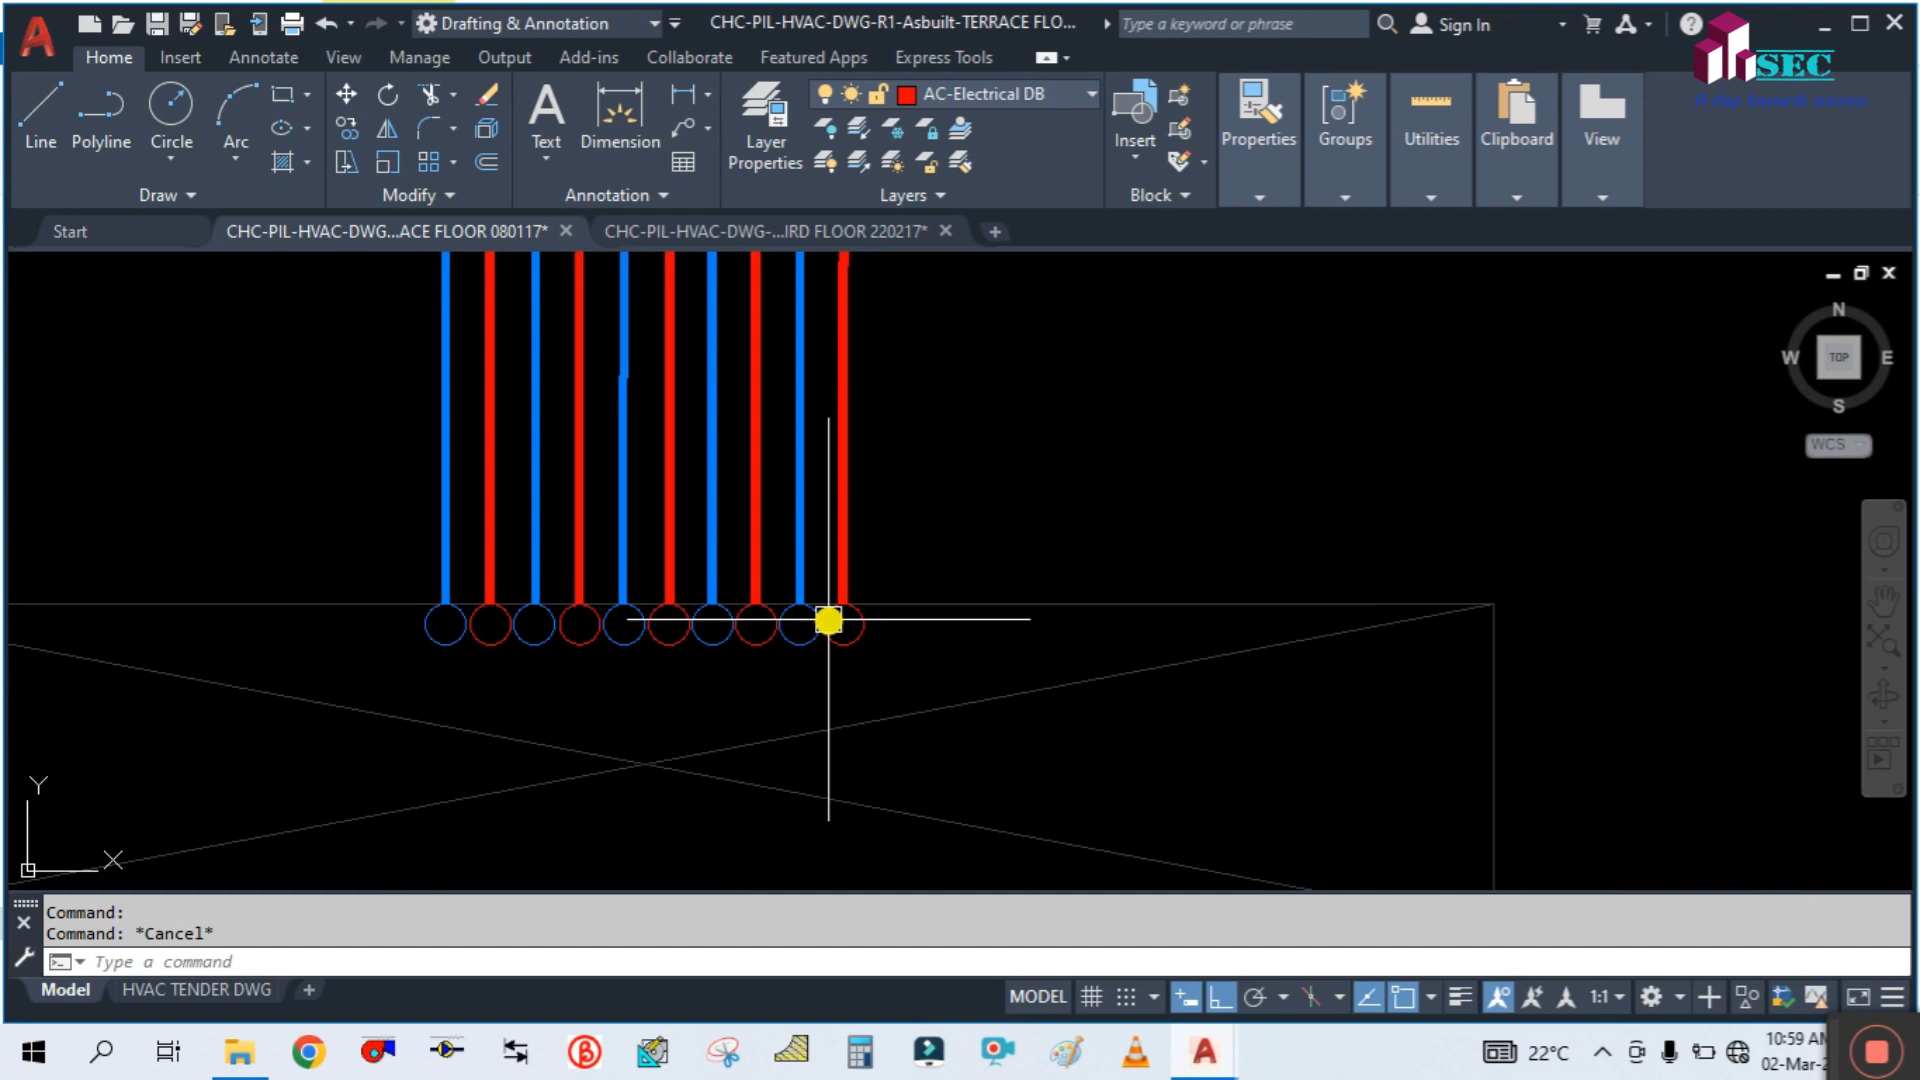 Drafting & Annotation
CHC-PIL-HVAC-DWG-R1-Asbuilt-TERRACE FLO...
Type a keyword or phrase
Sign In
SEC
Home
Insert
Annotate
View
Manage
Output
Add-ins
Collaborate
Featured Apps
Express Tools
Line
Polyline
Circle
Arc
Text
Dimension
Layer
Properties
AC-Electrical DB
Insert
Properties
Groups
Utilities
Clipboard
View
Draw
Modify
Annotation
Layers
Block
Start
CHC-PIL-HVAC-DWG...ACE FLOOR 080117*
CHC-PIL-HVAC-DWG-...IRD FLOOR 220217*
N
W
TOP
E
S
WCS
Y
X
Command:
Command: *Cancel*
Type a command
Model
HVAC TENDER DWG
MODEL
1:1
22°C
10:59 AM
02-Mar-2